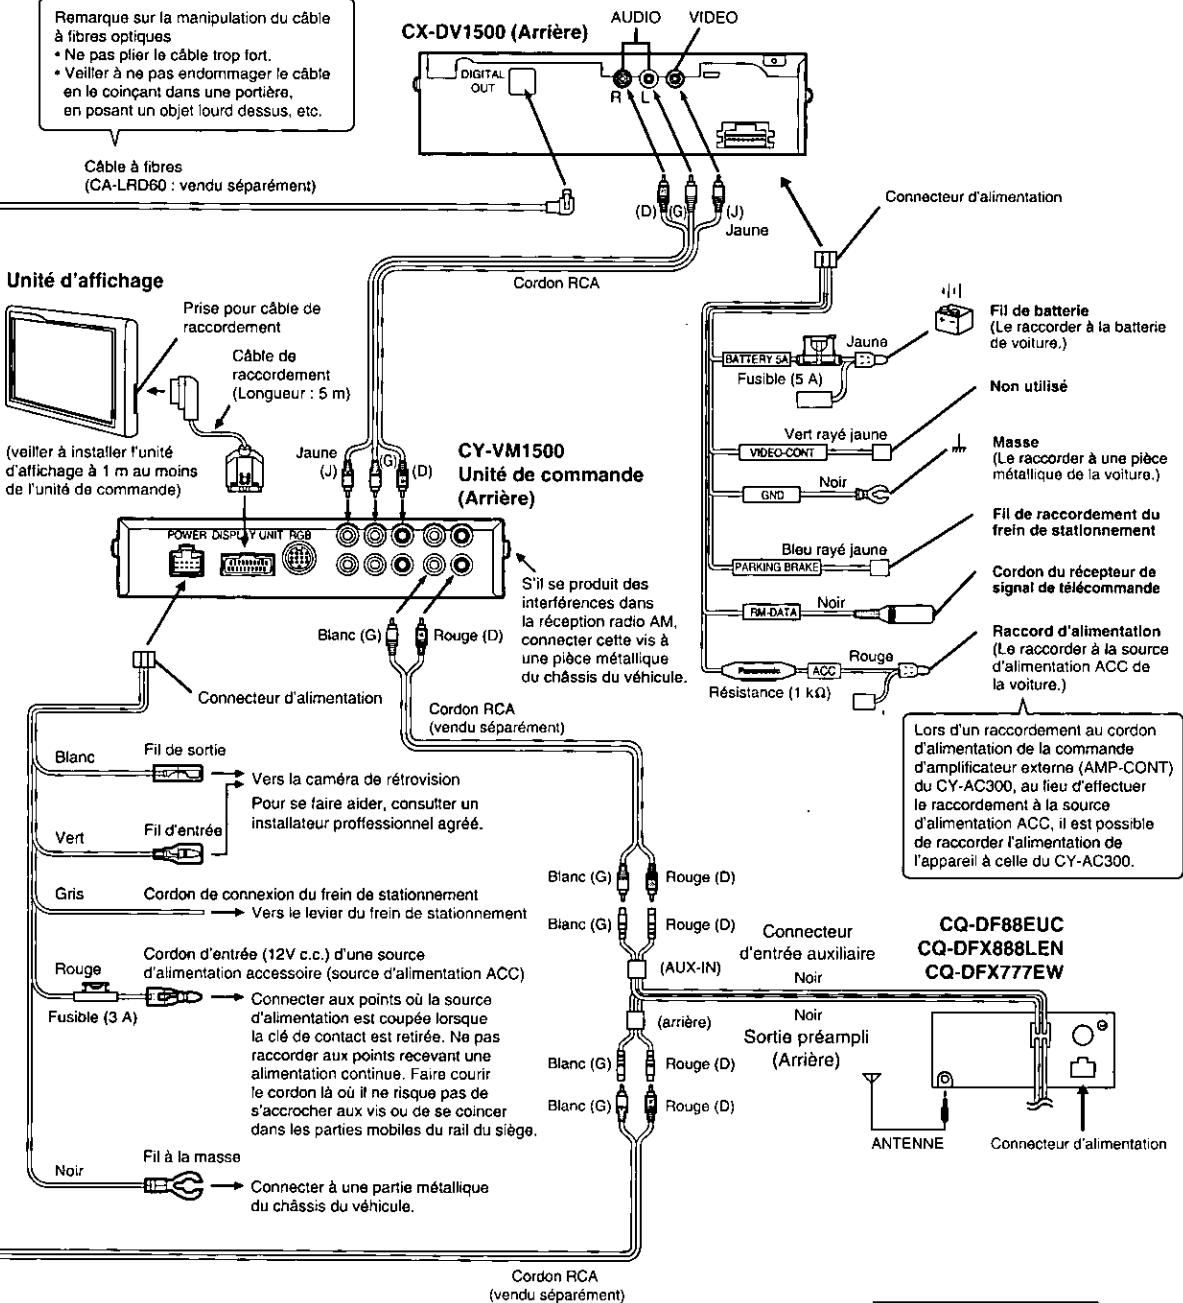 Remarque sur la manipulation du câble
à fibres optiques
• Ne pas plier le câble trop fort.
• Veiller à ne pas endommager le câble
en le coinçant dans une portière,
en posant un objet lourd dessus, etc.
Câble à fibres
(CA-LRD60 : vendu séparément)
CX-DV1500 (Arrière)
AUDIO
VIDEO
DIGITAL
OUT
R
L
(D)
(G)
(J)
Jaune
Cordon RCA
Connecteur d'alimentation
Unité d'affichage
Prise pour câble de
raccordement
Câble de
raccordement
(Longueur : 5 m)
(veiller à installer l'unité
d'affichage à 1 m au moins
de l'unité de commande)
Jaune
(J)
(G)
(D)
CY-VM1500
Unité de commande
(Arrière)
POWER
DISPLAY UNIT
RGB
S'il se produit des
interférences dans
la réception radio AM,
connecter cette vis à
une pièce métallique
du châssis du véhicule.
Blanc (G)
Rouge (D)
BATTERY 5A
Jaune
Fusible (5 A)
Fil de batterie
(Le raccorder à la batterie
de voiture.)
Vert rayé jaune
VIDEO-CONT
Non utilisé
Noir
GND
Masse
(Le raccorder à une pièce
métallique de la voiture.)
Bleu rayé jaune
PARKING BRAKE
Fil de raccordement du
frein de stationnement
RM-DATA
Noir
Cordon du récepteur de
signal de télécommande
Panasonic
ACC
Rouge
Résistance (1 kΩ)
Raccord d'alimentation
(Le raccorder à la source
d'alimentation ACC de
la voiture.)
Lors d'un raccordement au cordon
d'alimentation de la commande
d'amplificateur externe (AMP-CONT)
du CY-AC300, au lieu d'effectuer
le raccordement à la source
d'alimentation ACC, il est possible
de raccorder l'alimentation de
l'appareil à celle du CY-AC300.
Connecteur d'alimentation
Cordon RCA
(vendu séparément)
Blanc
Fil de sortie
Vers la caméra de rétrovision
Pour se faire aider, consulter un
installateur proffessionnel agréé.
Vert
Fil d'entrée
Gris
Cordon de connexion du frein de stationnement
Vers le levier du frein de stationnement
Rouge
Fusible (3 A)
Cordon d'entrée (12V c.c.) d'une source
d'alimentation accessoire (source d'alimentation ACC)
Connecter aux points où la source
d'alimentation est coupée lorsque
la clé de contact est retirée. Ne pas
raccorder aux points recevant une
alimentation continue. Faire courir
le cordon là où il ne risque pas de
s'accrocher aux vis ou de se coincer
dans les parties mobiles du rail du siège.
Noir
Fil à la masse
Connecter à une partie métallique
du châssis du véhicule.
Blanc (G)
Rouge (D)
Blanc (G)
Rouge (D)
(AUX-IN)
Connecteur
d'entrée auxiliaire
Noir
(arrière)
Noir
Sortie préampli
(Arrière)
Blanc (G)
Rouge (D)
Blanc (G)
Rouge (D)
CQ-DF88EUC
CQ-DFX888LEN
CQ-DFX777EW
ANTENNE
Connecteur d'alimentation
Cordon RCA
(vendu séparément)